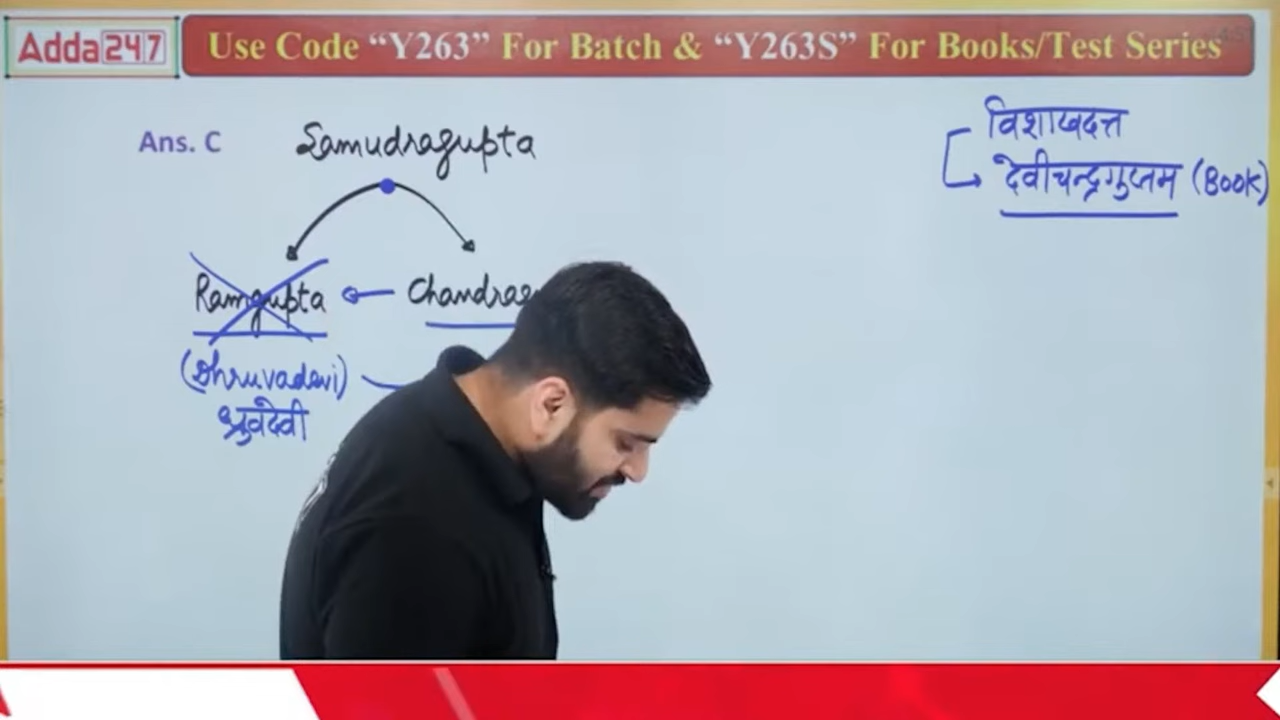 Adda247
Use Code “Y263” For Batch & “Y263S” For Books/Test Series
Ans. C
Samudragupta
विशाखदत्त
देवीचन्द्रगुप्तम (Book)
Ramgupta
(Dhruvadevi)
ध्रुवदेवी